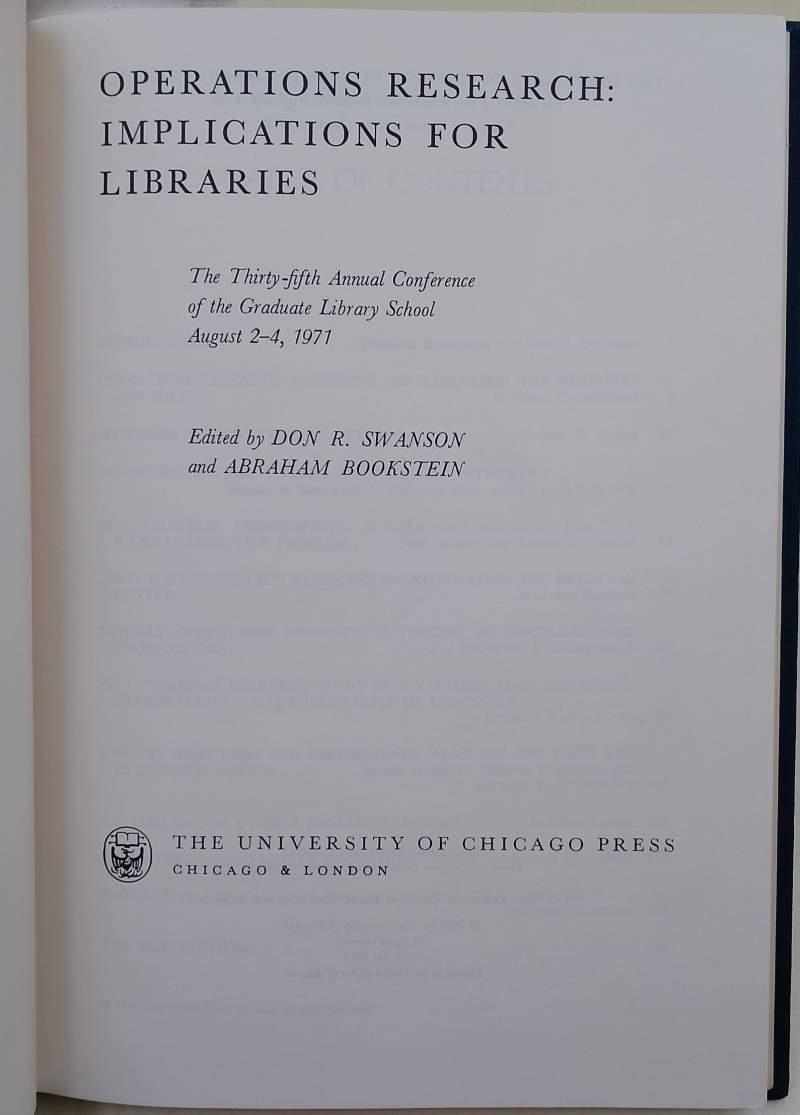 OPERATIONS RESEARCH:
IMPLICATIONS FOR
LIBRARIES
The Thirty-fifth Annual Conference
of the Graduate Library School
August 2–4, 1971
Edited by DON R. SWANSON
and ABRAHAM BOOKSTEIN
THE UNIVERSITY OF CHICAGO PRESS
CHICAGO & LONDON